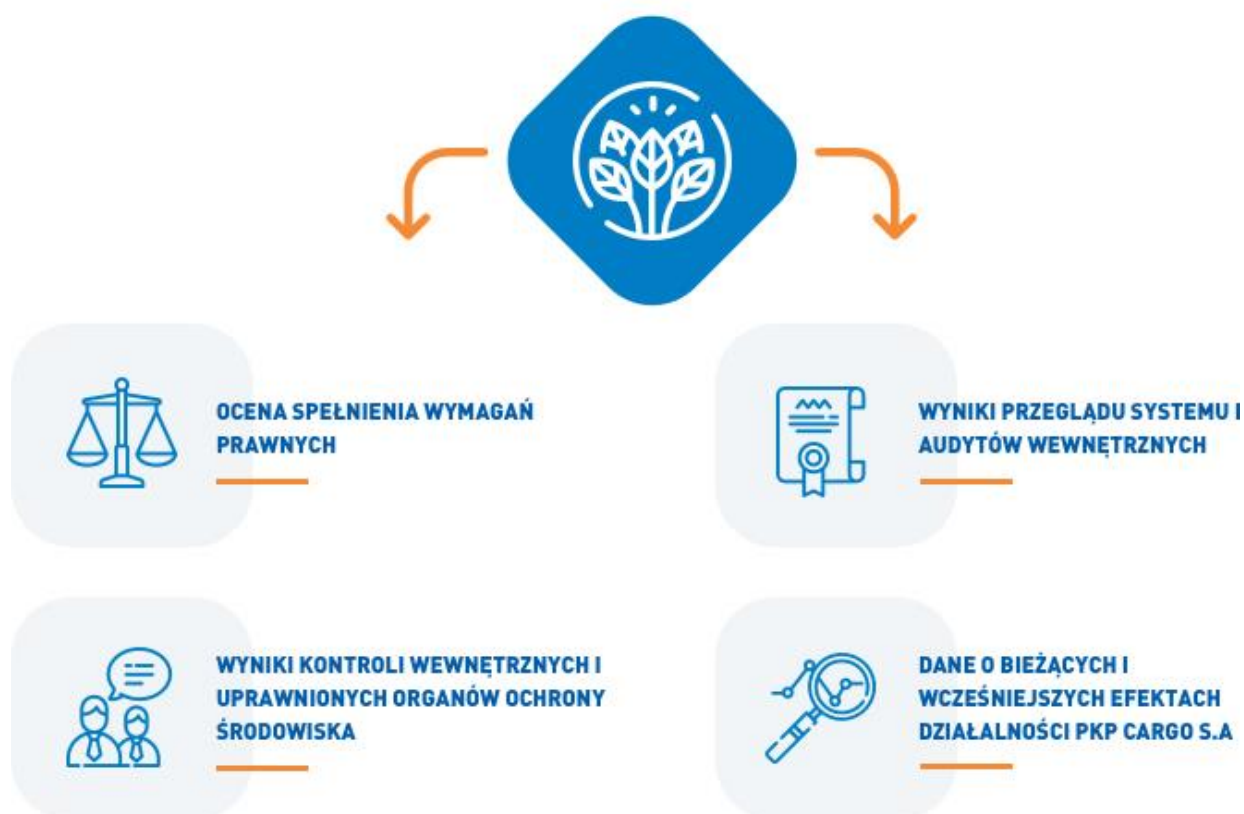 OCENA SPEŁNIENIA WYMAGAŃ
PRAWNYCH
WYNIKI PRZEGLĄDU SYSTEMU I
AUDYTÓW WEWNĘTRZNYCH
WYNIKI KONTROLI WEWNĘTRZNYCH I
UPRAWNIONYCH ORGANÓW OCHRONY
ŚRODOWISKA
DANE O BIEŻĄCYCH I
WCZEŚNIEJSZYCH EFEKTACH
DZIAŁALNOŚCI PKP CARGO S.A